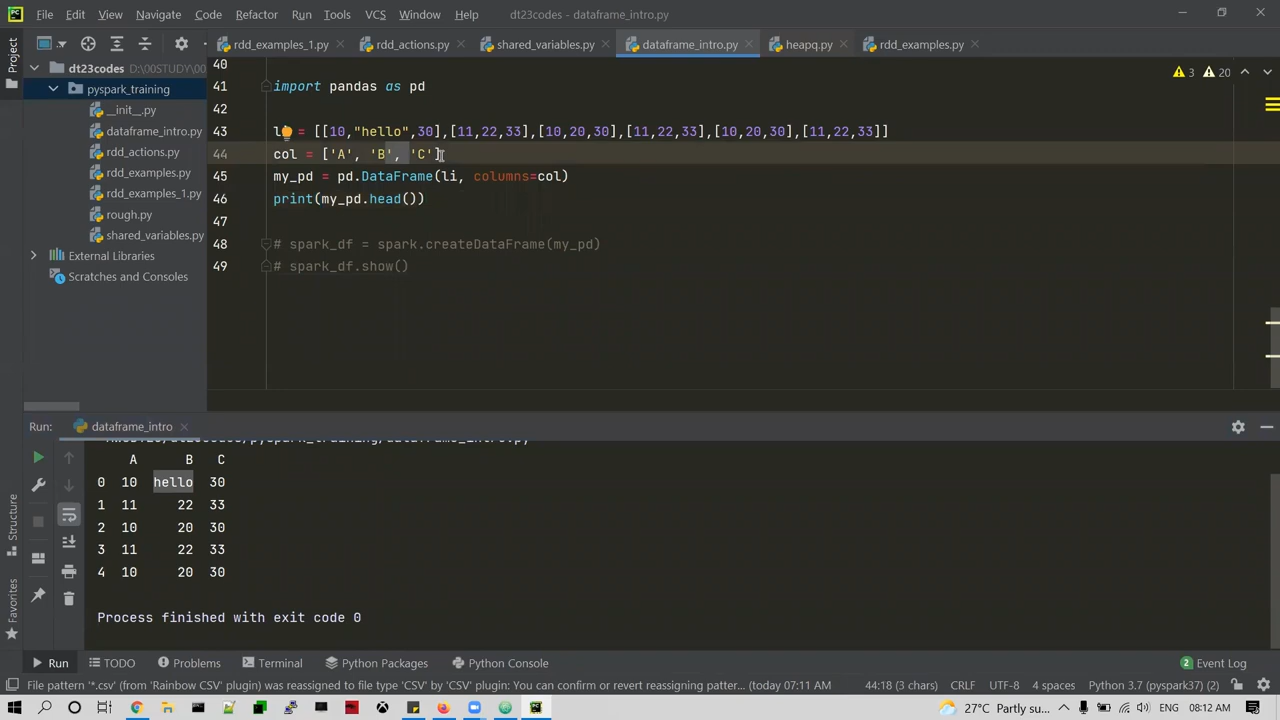 File Edit View Navigate Code Refactor Run Tools VCS Window Help dt23codes - dataframe_intro.py
Project
rdd_examples_1.py rdd_actions.py shared_variables.py dataframe_intro.py heapq.py rdd_examples.py
dt23codes D:\00STUDY\
pyspark_training
__init__.py
dataframe_intro.py
rdd_actions.py
rdd_examples.py
rdd_examples_1.py
rough.py
shared_variables.py
External Libraries
Scratches and Consoles
3 20
40
41 import pandas as pd
42
43 l = [[10,"hello",30],[11,22,33],[10,20,30],[11,22,33],[10,20,30],[11,22,33]]
44 col = ['A', 'B', 'C']
45 my_pd = pd.DataFrame(li, columns=col)
46 print(my_pd.head())
47
48 # spark_df = spark.createDataFrame(my_pd)
49 # spark_df.show()
Run: dataframe_intro
A B C
0 10 hello 30
1 11 22 33
2 10 20 30
3 11 22 33
4 10 20 30
Process finished with exit code 0
Structure
Favorites
Run TODO Problems Terminal Python Packages Python Console 2 Event Log
File pattern '*.csv' (from 'Rainbow CSV' plugin) was reassigned to file type 'CSV' by 'CSV' plugin: You can confirm or revert reassigning patter... (today 07:11 AM) 44:18 (3 chars) CRLF UTF-8 4 spaces Python 3.7 (pyspark37) (2)
27°C Partly su... ENG 08:12 AM